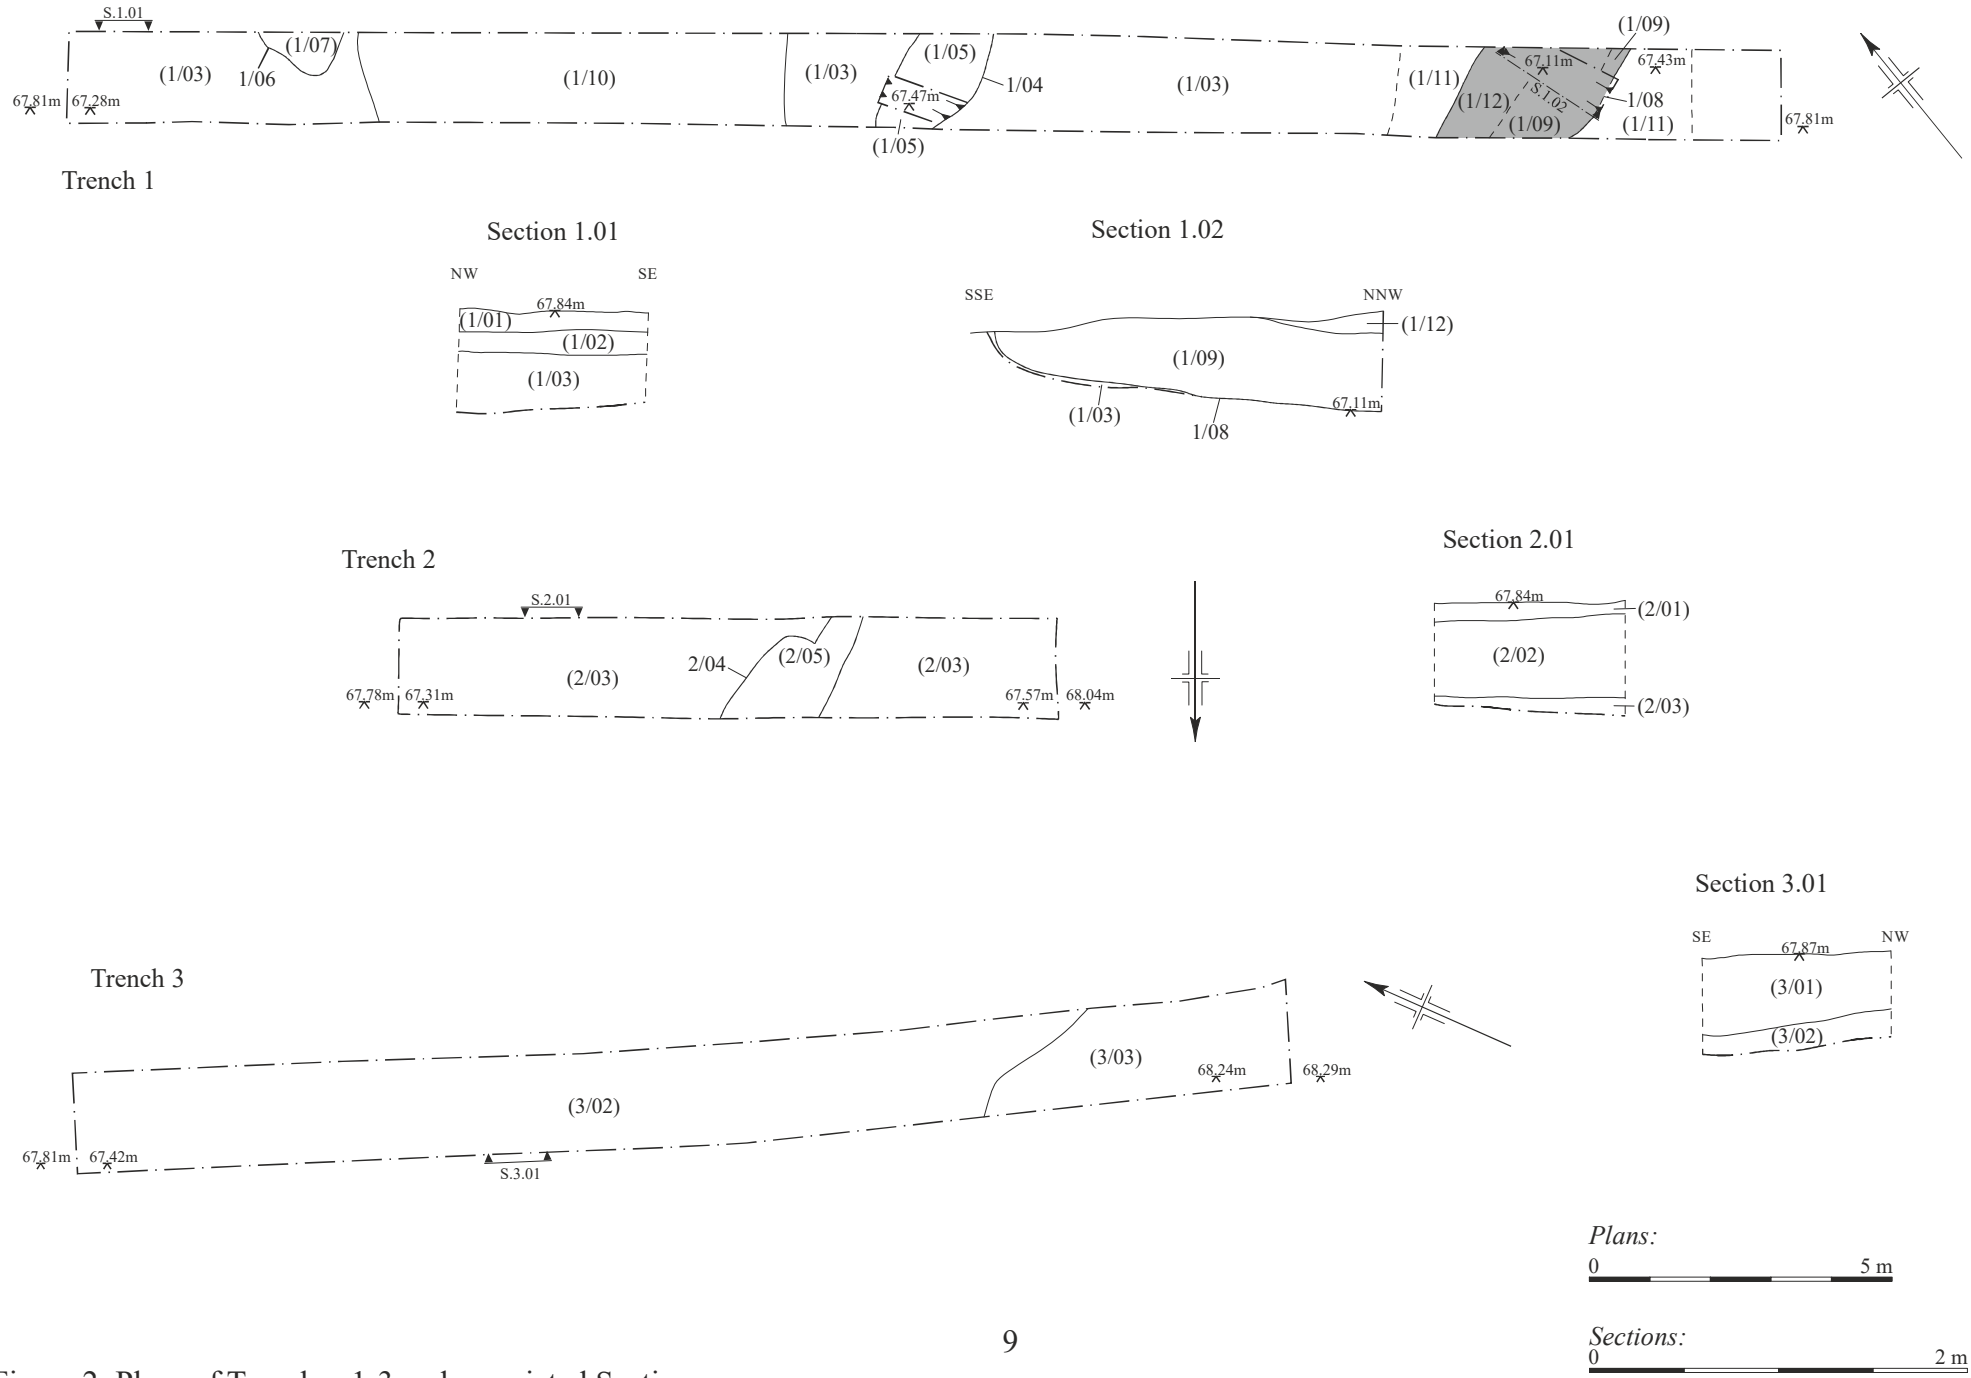 S.1.01
(1/03)
1/06
(1/07)
(1/10)
(1/03)
(1/05)
67.47m
(1/05)
1/04
(1/03)
(1/11)
(1/12)
67.11m
S.1.02
(1/09)
(1/09)
67.43m
1/08
(1/11)
67.81m
67.28m
67.81m
Trench 1
Section 1.01
NW
SE
67.84m
(1/01)
(1/02)
(1/03)
Section 1.02
SSE
NNW
(1/12)
(1/09)
(1/03)
1/08
67.11m
Trench 2
S.2.01
(2/03)
2/04
(2/05)
(2/03)
67.78m
67.31m
67.57m
68.04m
Section 2.01
67.84m
(2/01)
(2/02)
(2/03)
Trench 3
(3/02)
(3/03)
68.24m
68.29m
67.81m
67.42m
S.3.01
Section 3.01
SE
NW
67.87m
(3/01)
(3/02)
Plans:
0 5 m
Sections:
0 2 m
9